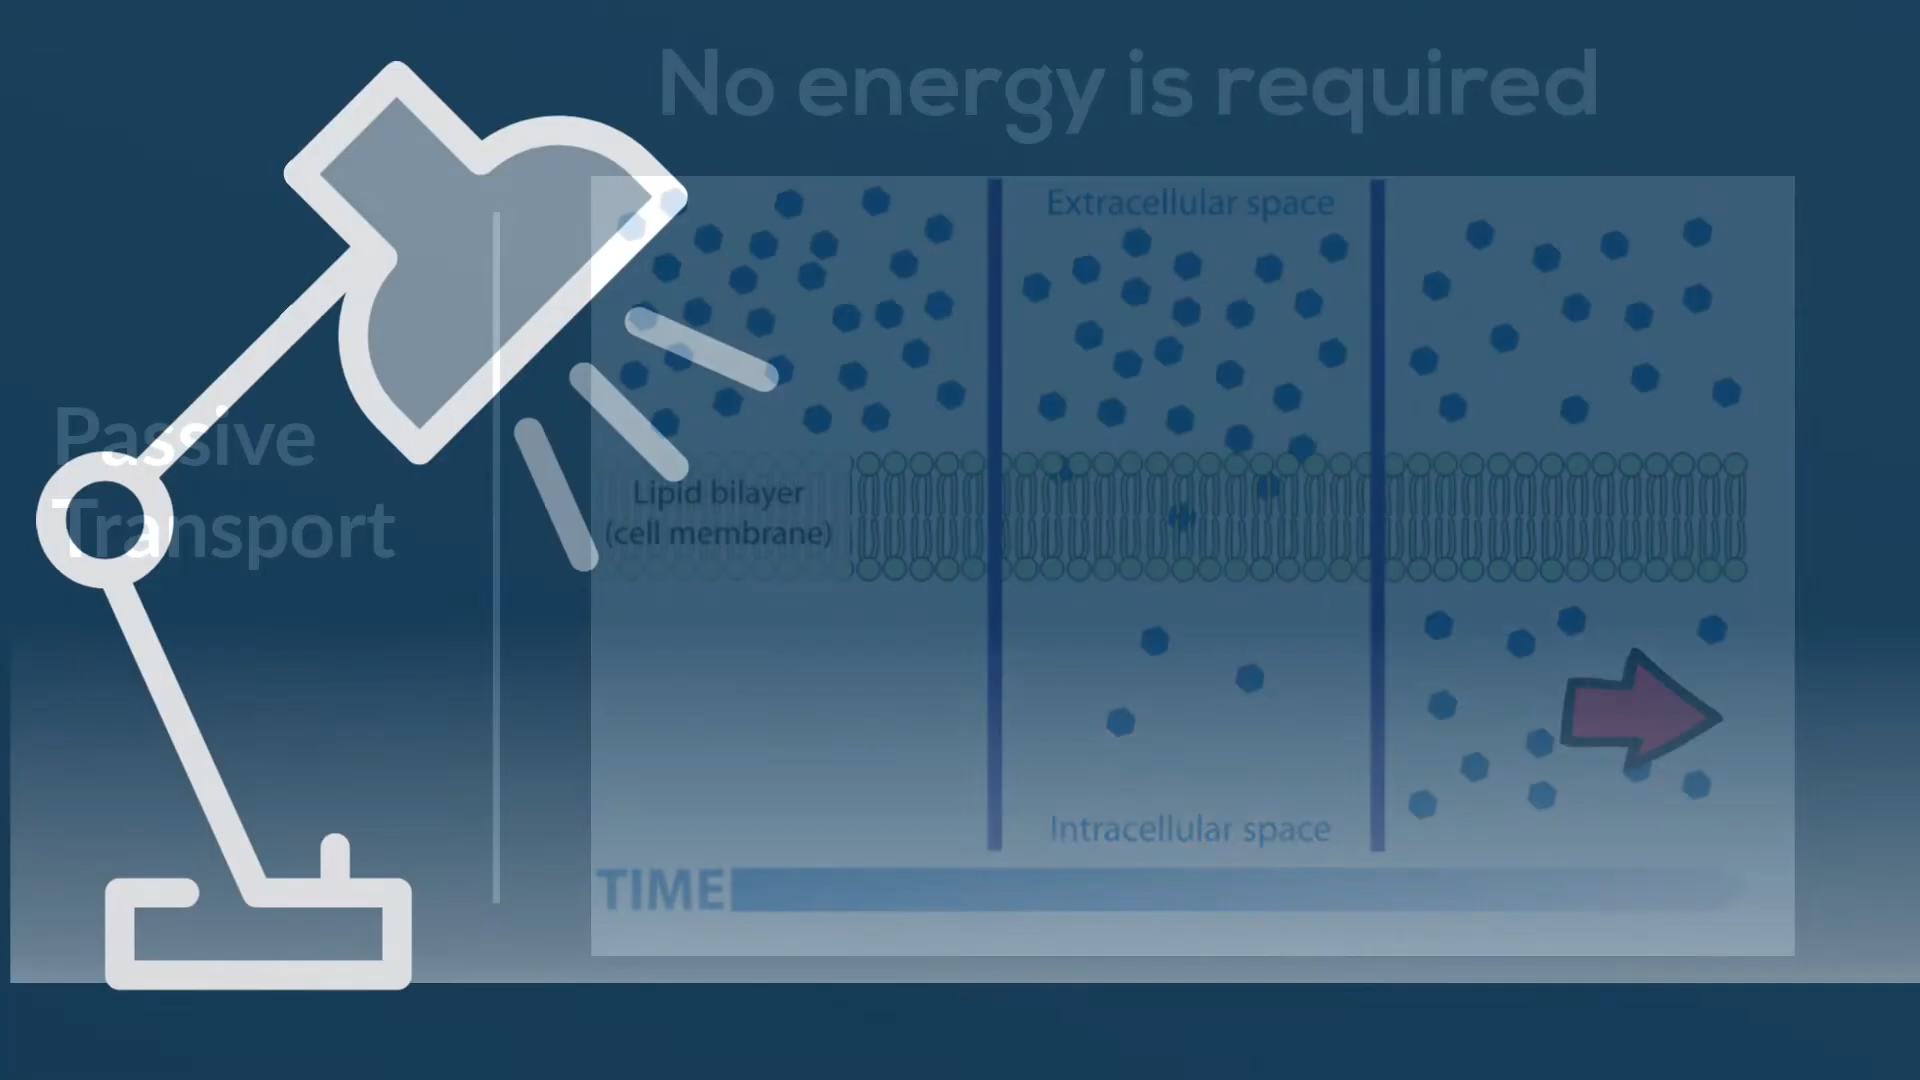 No energy is required
Passive
Transport
Extracellular space
Lipid bilayer
(cell membrane)
Intracellular space
TIME